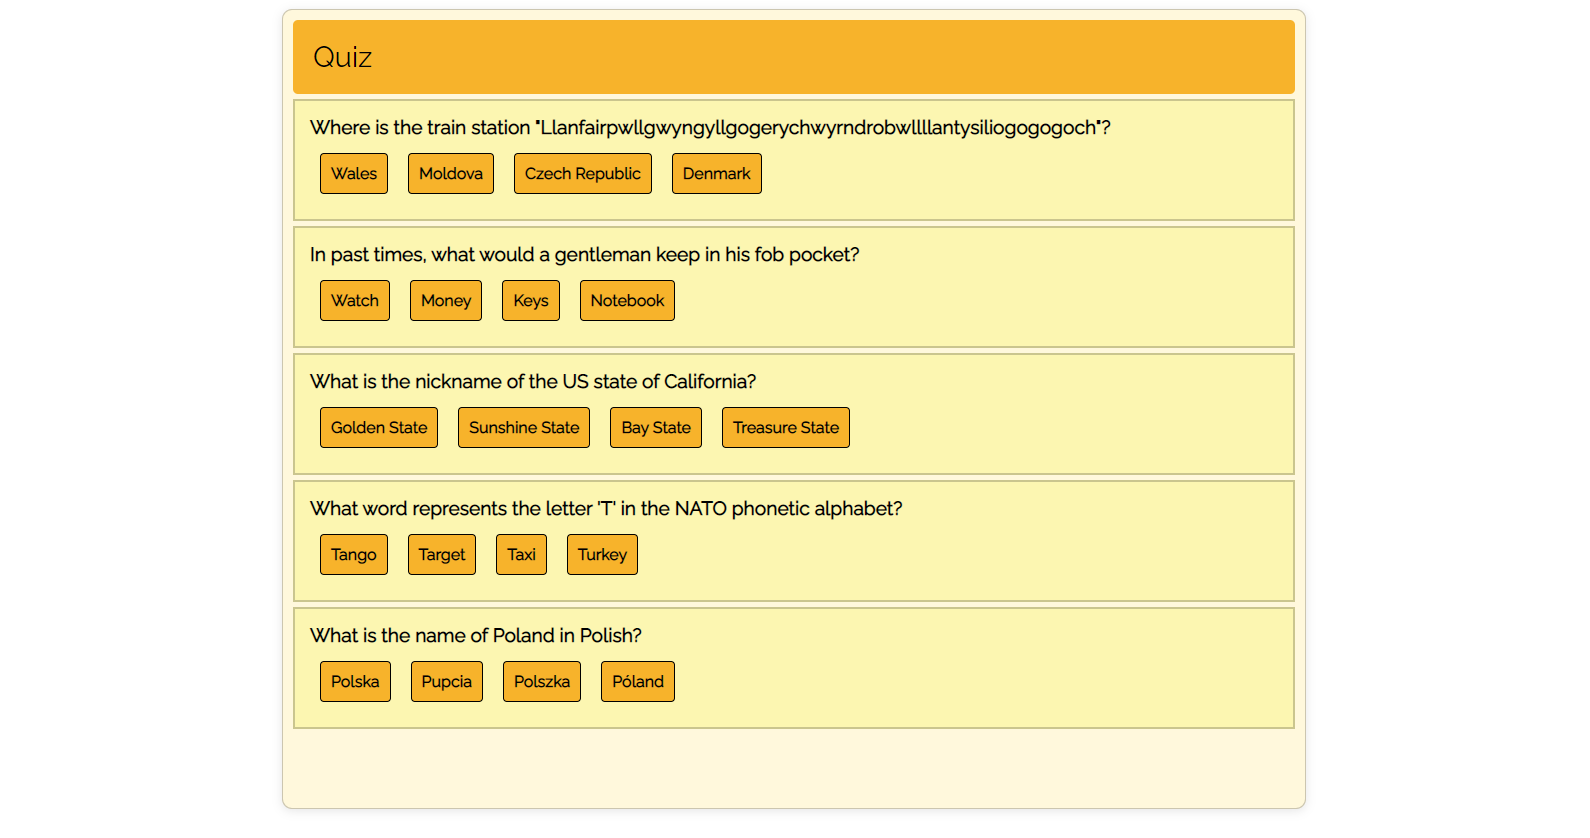 Quiz
Where is the train station "Llanfairpwllgwyngyllgogerychwyrndrobwllllantysiliogogogoch"?
Wales Moldova Czech Republic Denmark
In past times, what would a gentleman keep in his fob pocket?
Watch Money Keys Notebook
What is the nickname of the US state of California?
Golden State Sunshine State Bay State Treasure State
What word represents the letter 'T' in the NATO phonetic alphabet?
Tango Target Taxi Turkey
What is the name of Poland in Polish?
Polska Pupcia Polszka Póland